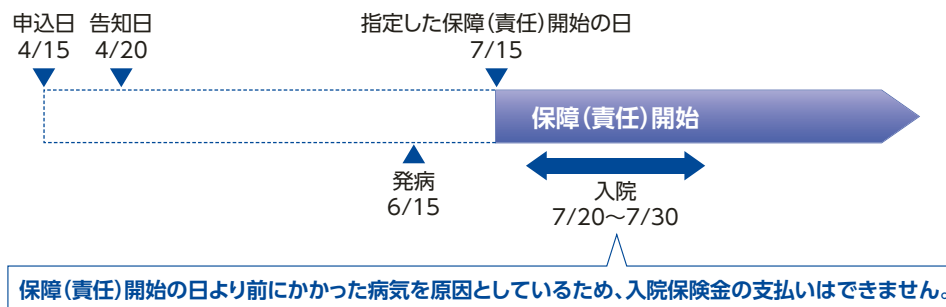 申込日 告知日 指定した保障(責任)開始の日
4/15 4/20 7/15
保障(責任)開始
発病
6/15
入院
7/20～7/30
保障(責任)開始の日より前にかかった病気を原因としているため、入院保険金の支払いはできません。